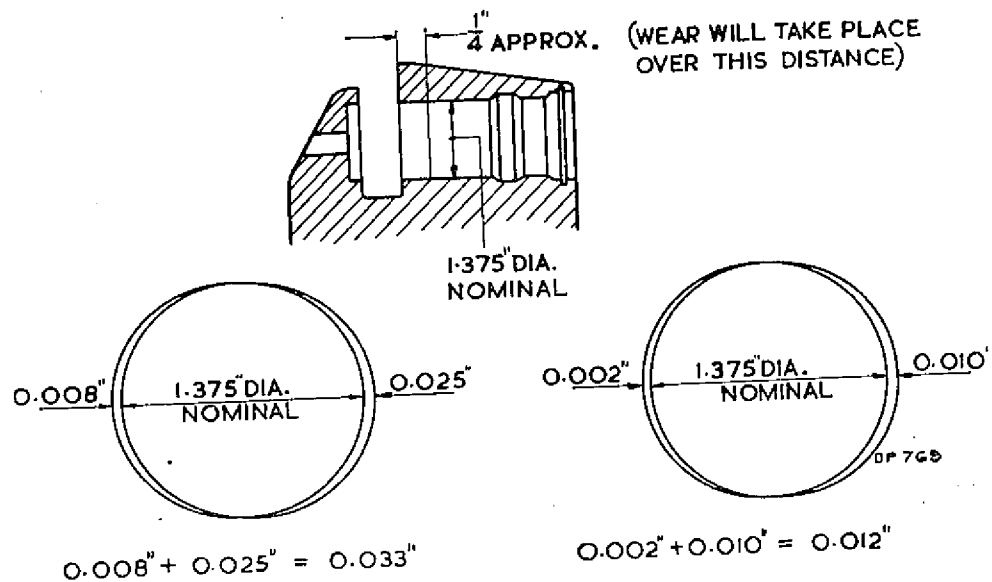 1/4" APPROX. (WEAR WILL TAKE PLACE
OVER THIS DISTANCE)
1·375" DIA.
NOMINAL
0.008"
1.375" DIA.
NOMINAL
0.025"
0.002"
1.375" DIA.
NOMINAL
0.010"
0.008" + 0.025" = 0.033"
0.002" + 0.010" = 0.012"